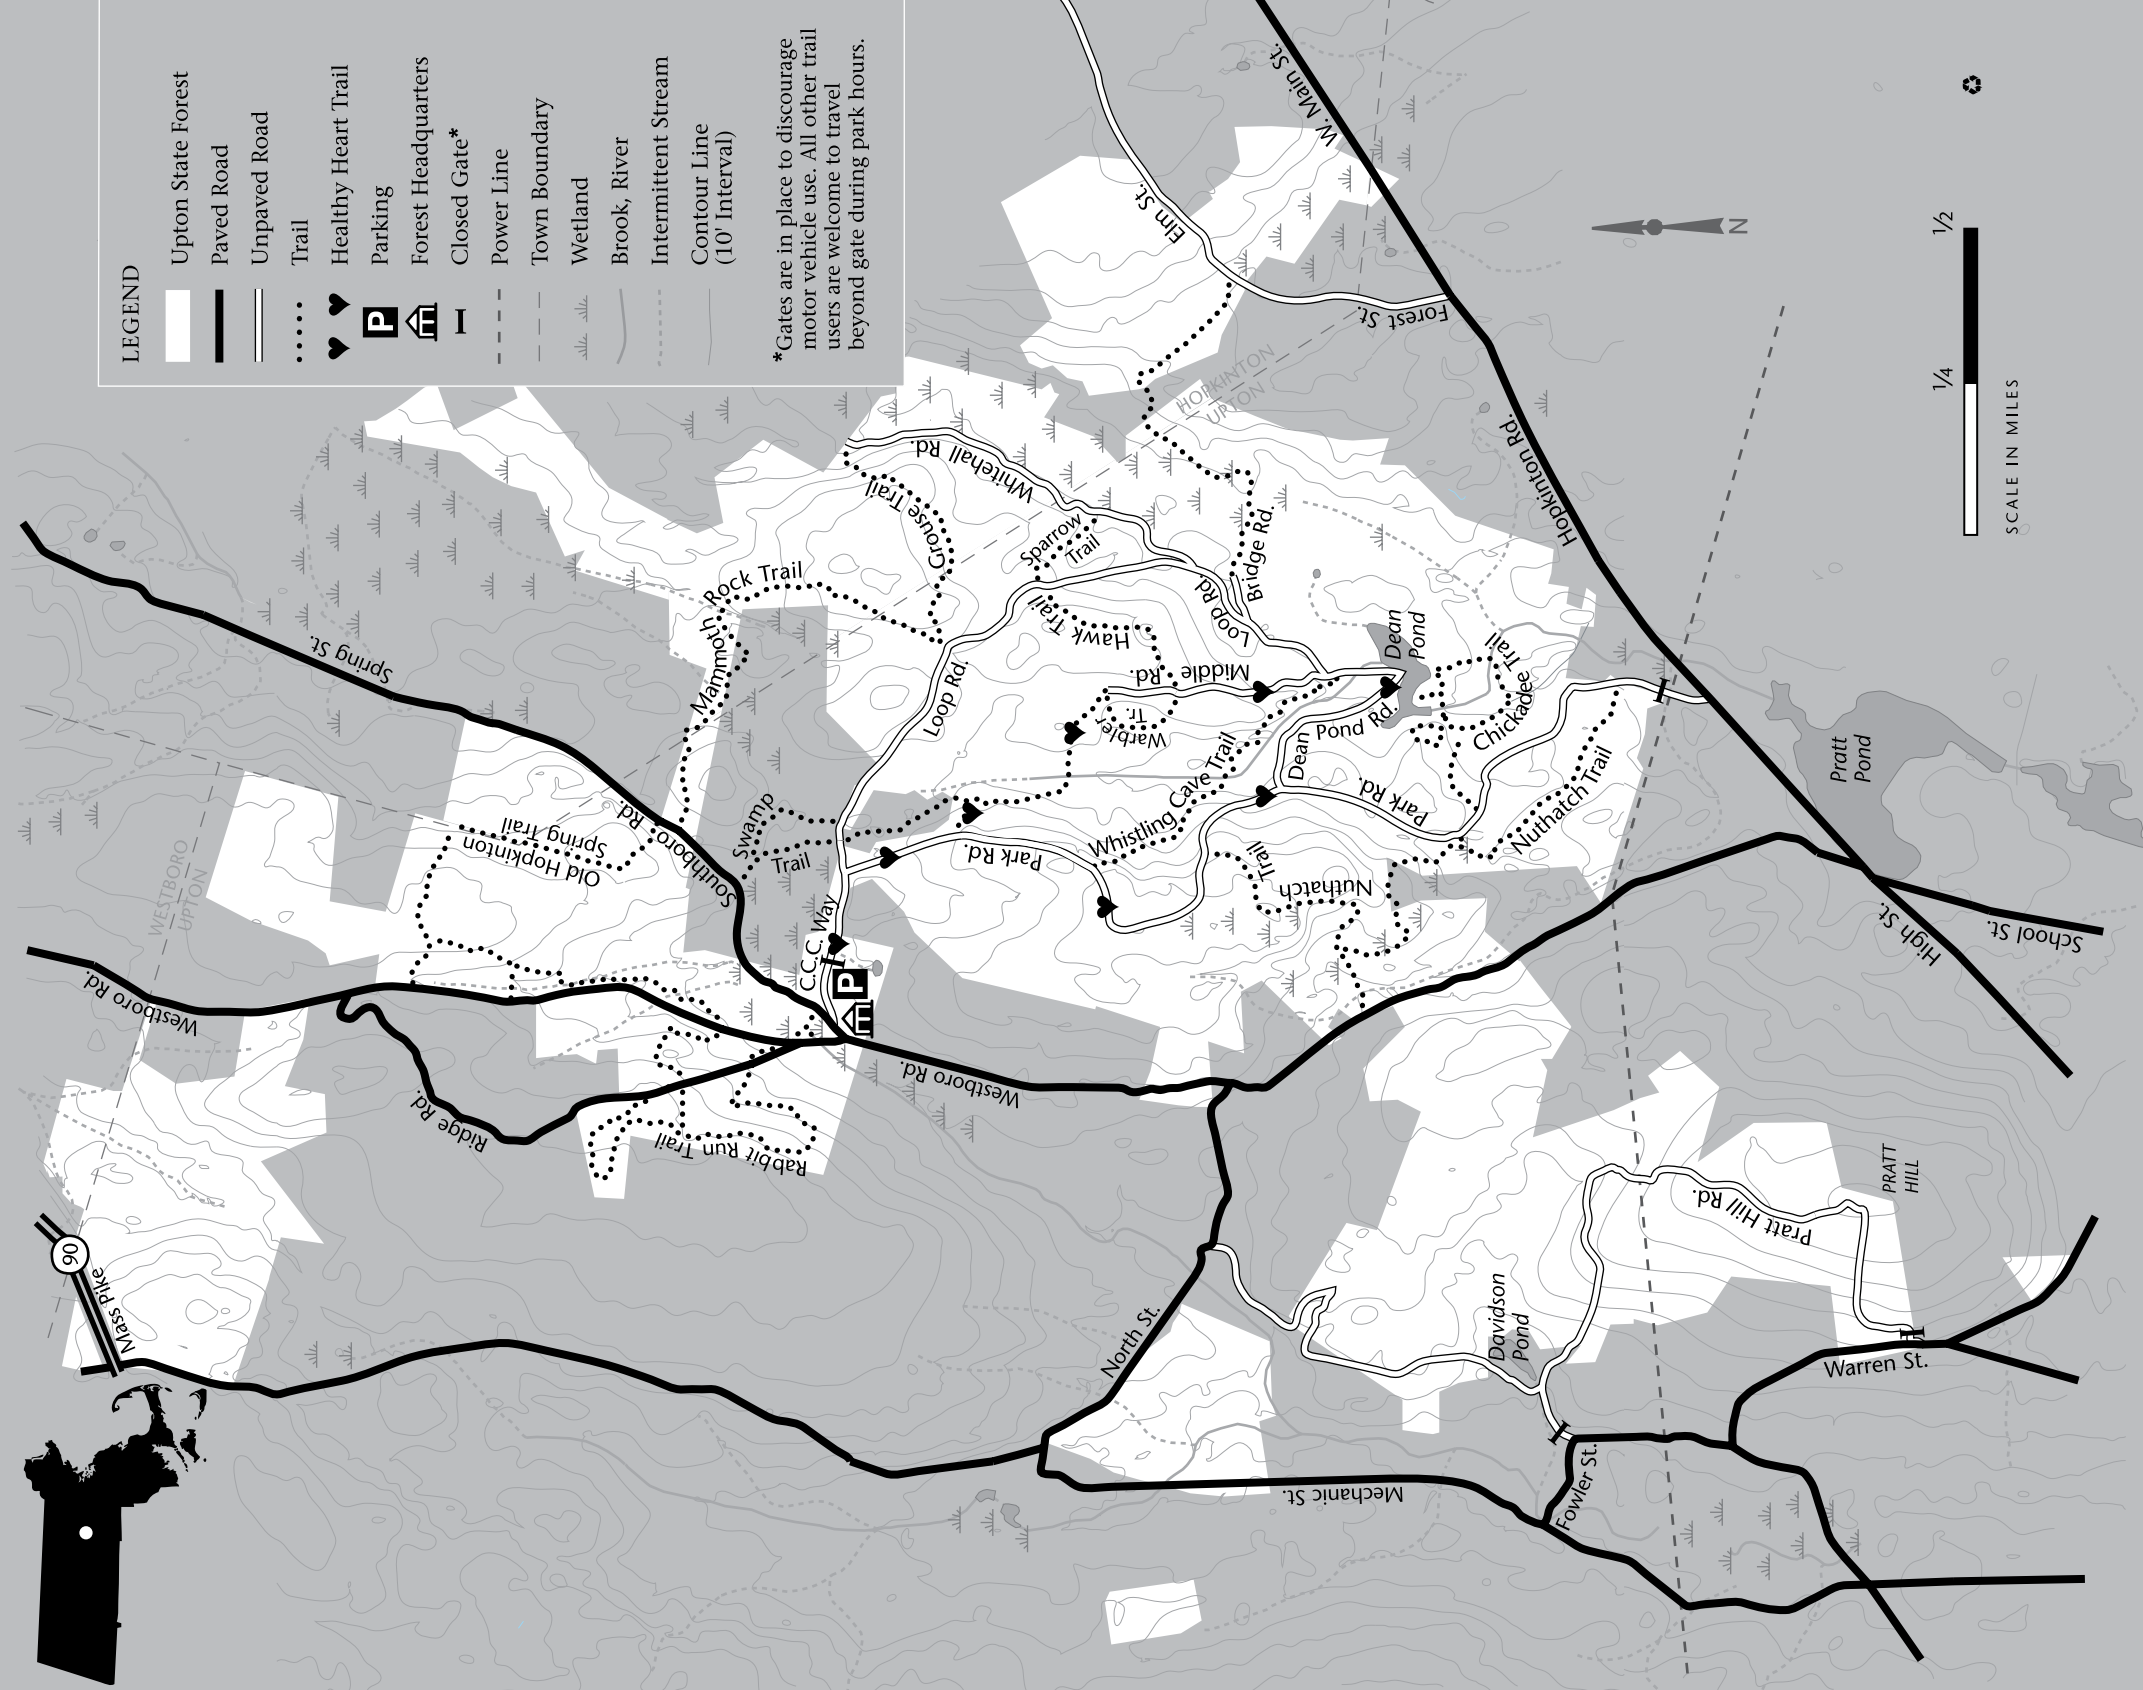 LEGEND
Upton State Forest
Paved Road
Unpaved Road
Trail
Healthy Heart Trail
P Parking
Forest Headquarters
I Closed Gate*
Power Line
Town Boundary
Wetland
Brook, River
Intermittent Stream
Contour Line
(10' Interval)
*Gates are in place to discourage
motor vehicle use. All other trail
users are welcome to travel
beyond gate during park hours.
W. Main St.
Elm St.
Forest St.
HOPKINTON
UPTON
Hopkinton Rd.
N
1/4
1/2
SCALE IN MILES
Whitehall Rd.
Grouse Trail
Sparrow
Trail
Mammoth Rock Trail
Spring St.
Loop Rd.
Hawk Trail
Loop Rd.
Bridge Rd.
Middle Rd.
Warbler Tr.
Dean
Pond
Dean Pond Rd.
Chickadee Trail
Whistling Cave Trail
Park Rd.
Park Rd.
Nuthatch Trail
Nuthatch Trail
Pratt
Pond
Swamp
Trail
Southboro Rd.
Old Hopkinton
Spring Trail
WESTBORO
UPTON
C.C.C. Way
P
Westboro Rd.
Westboro Rd.
Ridge Rd.
Rabbit Run Trail
High St.
School St.
90
Mass Pike
North St.
Mechanic St.
Davidson
Pond
Fowler St.
Pratt Hill Rd.
PRATT
HILL
Warren St.